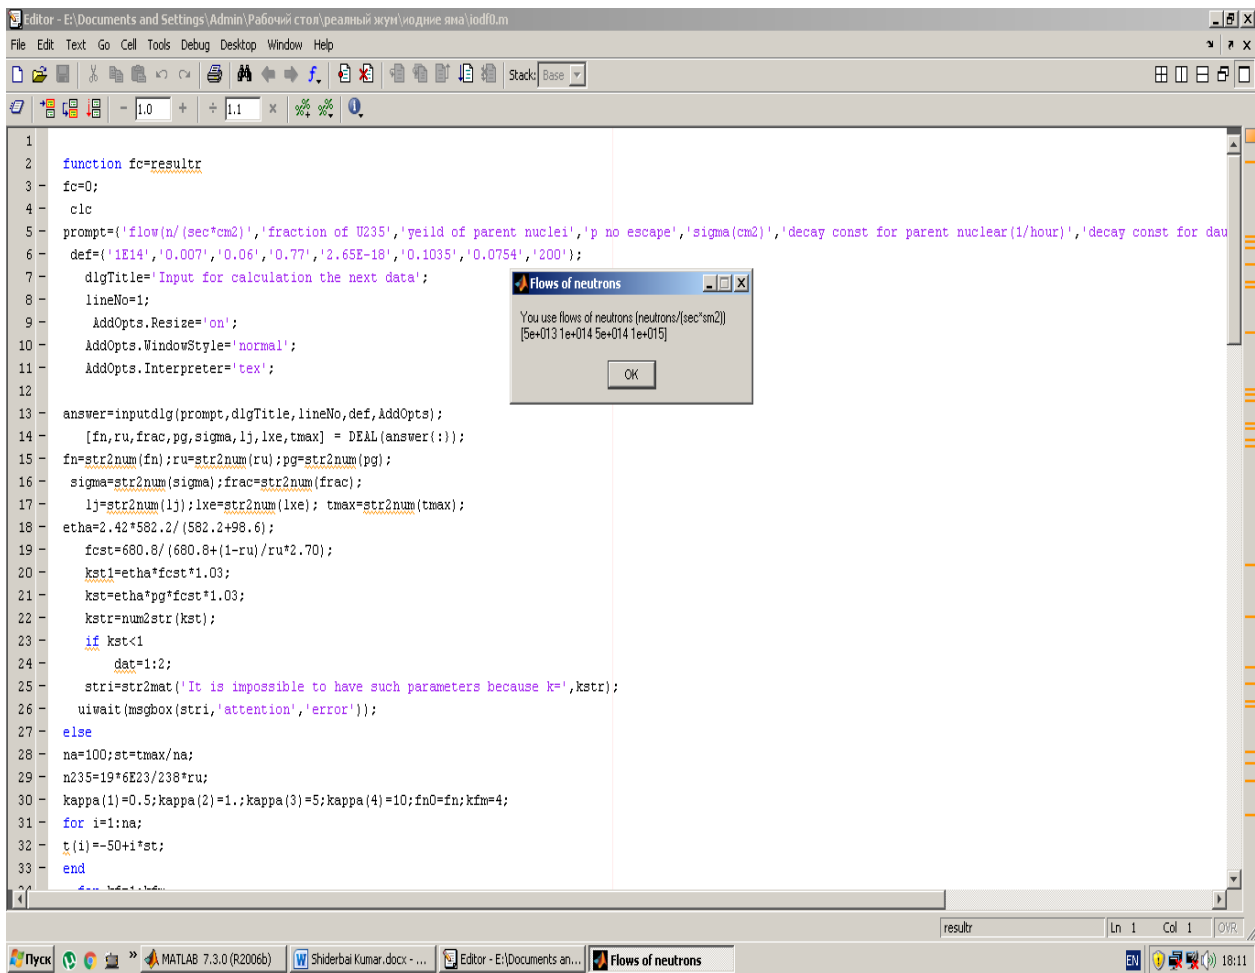 Editor - E:\Documents and Settings\Admin\Рабочий стол\реалный жум\иодние яма\iodf0.m
File Edit Text Go Cell Tools Debug Desktop Window Help
Stack: Base
- 1.0 + ÷ 1.1 x
1
2 function fc=resultr
3 - fc=0;
4 - clc
5 - prompt={'flow(n/(sec*cm2)','fraction of U235','yeild of parent nuclei','p no escape','sigma(cm2)','decay const for parent nuclear(1/hour)','decay const for dau
6 - def={'1E14','0.007','0.06','0.77','2.65E-18','0.1035','0.0754','200'};
7 - dlgTitle='Input for calculation the next data';
8 - lineNo=1;
9 - AddOpts.Resize='on';
10 - AddOpts.WindowStyle='normal';
11 - AddOpts.Interpreter='tex';
12
13 - answer=inputdlg(prompt,dlgTitle,lineNo,def,AddOpts);
14 - [fn,ru,frac,pg,sigma,lj,lxe,tmax] = DEAL(answer{:});
15 - fn=str2num(fn);ru=str2num(ru);pg=str2num(pg);
16 - sigma=str2num(sigma);frac=str2num(frac);
17 - lj=str2num(lj);lxe=str2num(lxe); tmax=str2num(tmax);
18 - etha=2.42*582.2/(582.2+98.6);
19 - fcst=680.8/(680.8+(1-ru)/ru*2.70);
20 - kst1=etha*fcst*1.03;
21 - kst=etha*pg*fcst*1.03;
22 - kstr=num2str(kst);
23 - if kst<1
24 - dat=1:2;
25 - stri=str2mat('It is impossible to have such parameters because k=',kstr);
26 - uiwait(msgbox(stri,'attention','error'));
27 - else
28 - na=100;st=tmax/na;
29 - n235=19*6E23/238*ru;
30 - kappa(1)=0.5;kappa(2)=1.;kappa(3)=5;kappa(4)=10;fn0=fn;kfm=4;
31 - for i=1:na;
32 - t(i)=-50+i*st;
33 - end
Flows of neutrons
You use flows of neutrons (neutrons/(sec*sm2))
[5e+013 1e+014 5e+014 1e+015]
OK
resultr Ln 1 Col 1 OVR
Пуск » MATLAB 7.3.0 (R2006b) Shiderbai Kumar.docx - ... Editor - E:\Documents an... Flows of neutrons EN 18:11